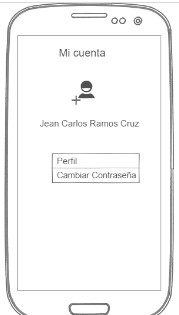 Mi cuenta
Jean Carlos Ramos Cruz
Perfil
Cambiar Contraseña